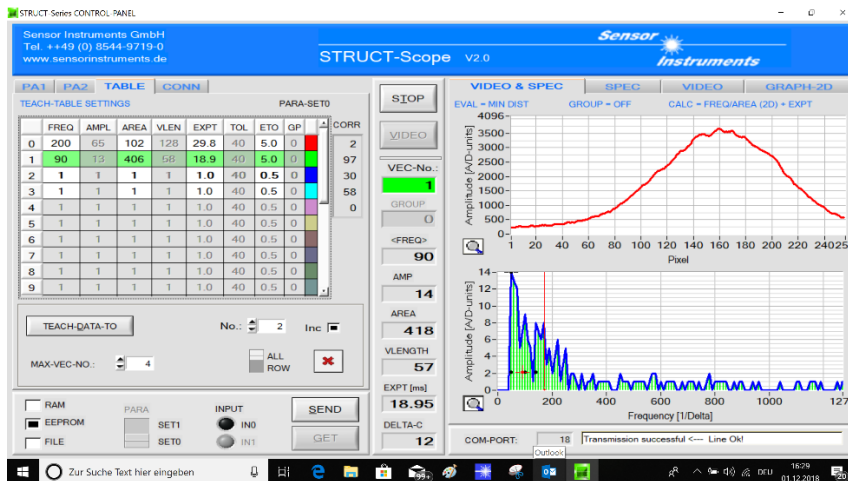 STRUCT-Series CONTROL-PANEL
Sensor Instruments GmbH
Tel. ++49 (0) 8544-9719-0
www.sensorinstruments.de
STRUCT-Scope V2.0
Sensor
Instruments
PA1 PA2 TABLE CONN
TEACH-TABLE SETTINGS PARA-SET0
FREQ AMPL AREA VLEN EXPT TOL ETO GP CORR
0 200 65 102 128 29.8 40 5.0 0 2
1 90 13 406 58 18.9 40 5.0 0 97
2 1 1 1 1 1.0 40 0.5 0 30
3 1 1 1 1 1.0 40 0.5 0 58
4 1 1 1 1 1.0 40 0.5 0 0
5 1 1 1 1 1.0 40 0.5 0
6 1 1 1 1 1.0 40 0.5 0
7 1 1 1 1 1.0 40 0.5 0
8 1 1 1 1 1.0 40 0.5 0
9 1 1 1 1 1.0 40 0.5 0
TEACH-DATA-TO No.: 2 Inc
MAX-VEC-NO.: 4 ALL
ROW
RAM
EEPROM
FILE
PARA
SET1
SET0
INPUT
IN0
IN1
SEND
GET
STOP
VIDEO
VEC-No.:
1
GROUP
0
<FREQ>
90
AMP
14
AREA
418
VLENGTH
57
EXPT [ms]
18.95
DELTA-C
12
VIDEO & SPEC SPEC VIDEO GRAPH-2D
EVAL = MIN DIST GROUP = OFF CALC = FREQ/AREA (2D) + EXPT
Amplitude [A/D-units]
4096
3500
3000
2500
2000
1500
1000
500
0
1 20 40 60 80 100 120 140 160 180 200 220 24025
Pixel
Amplitude [A/D-units]
14
12
10
8
6
4
2
0
0 200 400 600 800 1000 127
Frequency [1/Delta]
COM-PORT: 18 Transmission successful <--- Line Ok!
Outlook
Zur Suche Text hier eingeben
99+
DEU
16:29
01.12.2018
20